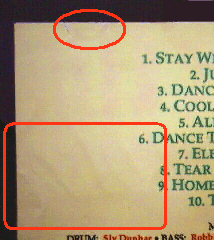 1. STAY W
2. JU
3. DANC
4. COOL
5. ALI
6. DANCE T
7. ELE
8. TEAR
9. HOME
10. T
DRUM: Sly Dunbar • BASS: Robb